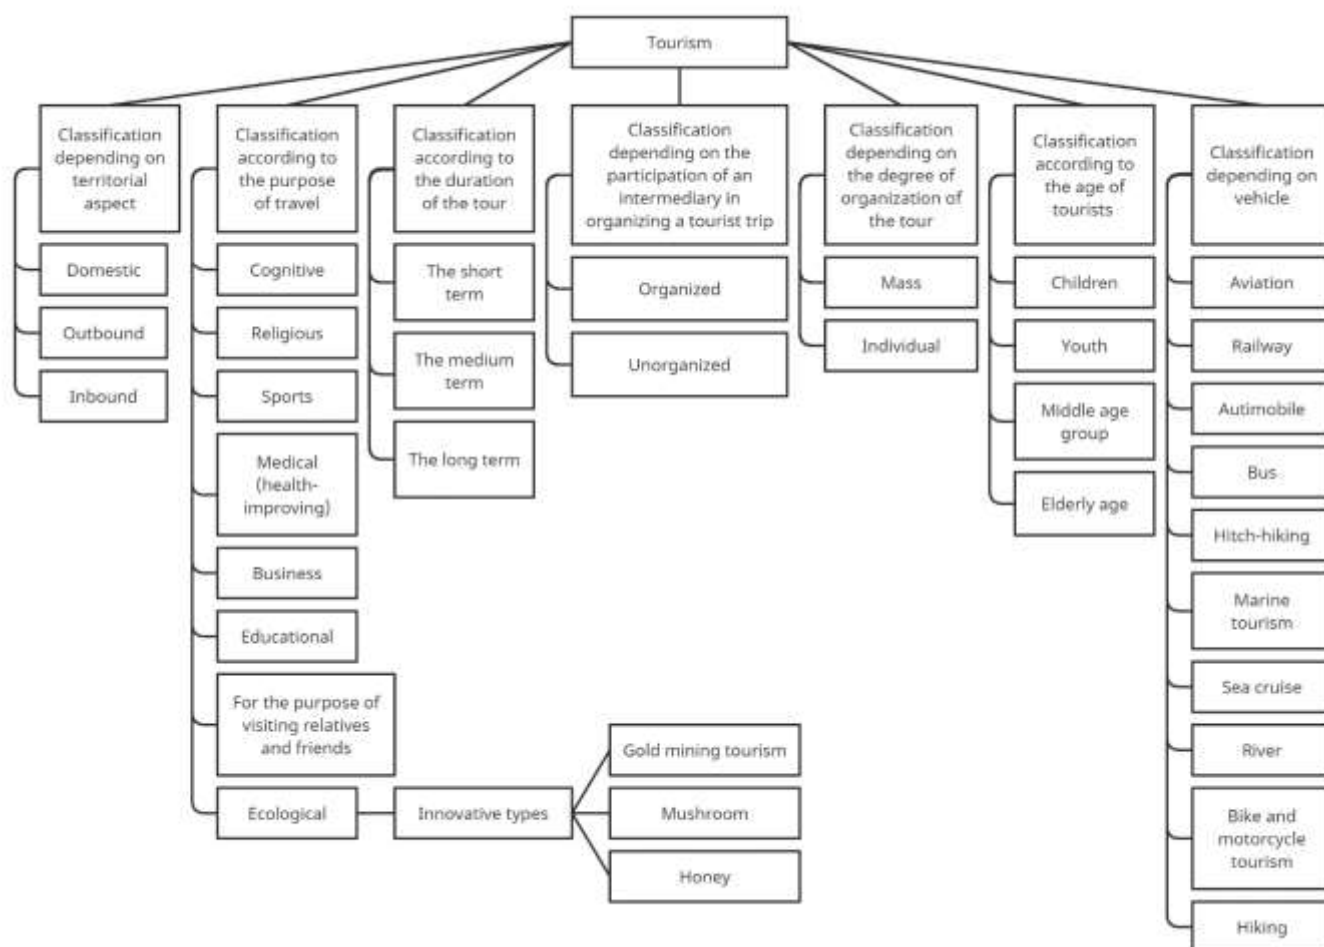 Tourism
Classification
depending on
territorial
aspect
Domestic
Outbound
Inbound
Classification
according to
the purpose
of travel
Cognitive
Religious
Sports
Medical
(health-
improving)
Business
Educational
For the purpose of
visiting relatives
and friends
Ecological
Innovative types
Gold mining tourism
Mushroom
Honey
Classification
according to
the duration
of the tour
The short
term
The medium
term
The long term
Classification
depending on the
participation of an
intermediary in
organizing a tourist trip
Organized
Unorganized
Classification
depending on
the degree of
organization of
the tour
Mass
Individual
Classification
according to
the age of
tourists
Children
Youth
Middle age
group
Elderly age
Classification
depending on
vehicle
Aviation
Railway
Autimobile
Bus
Hitch-hiking
Marine
tourism
Sea cruise
River
Bike and
motorcycle
tourism
Hiking